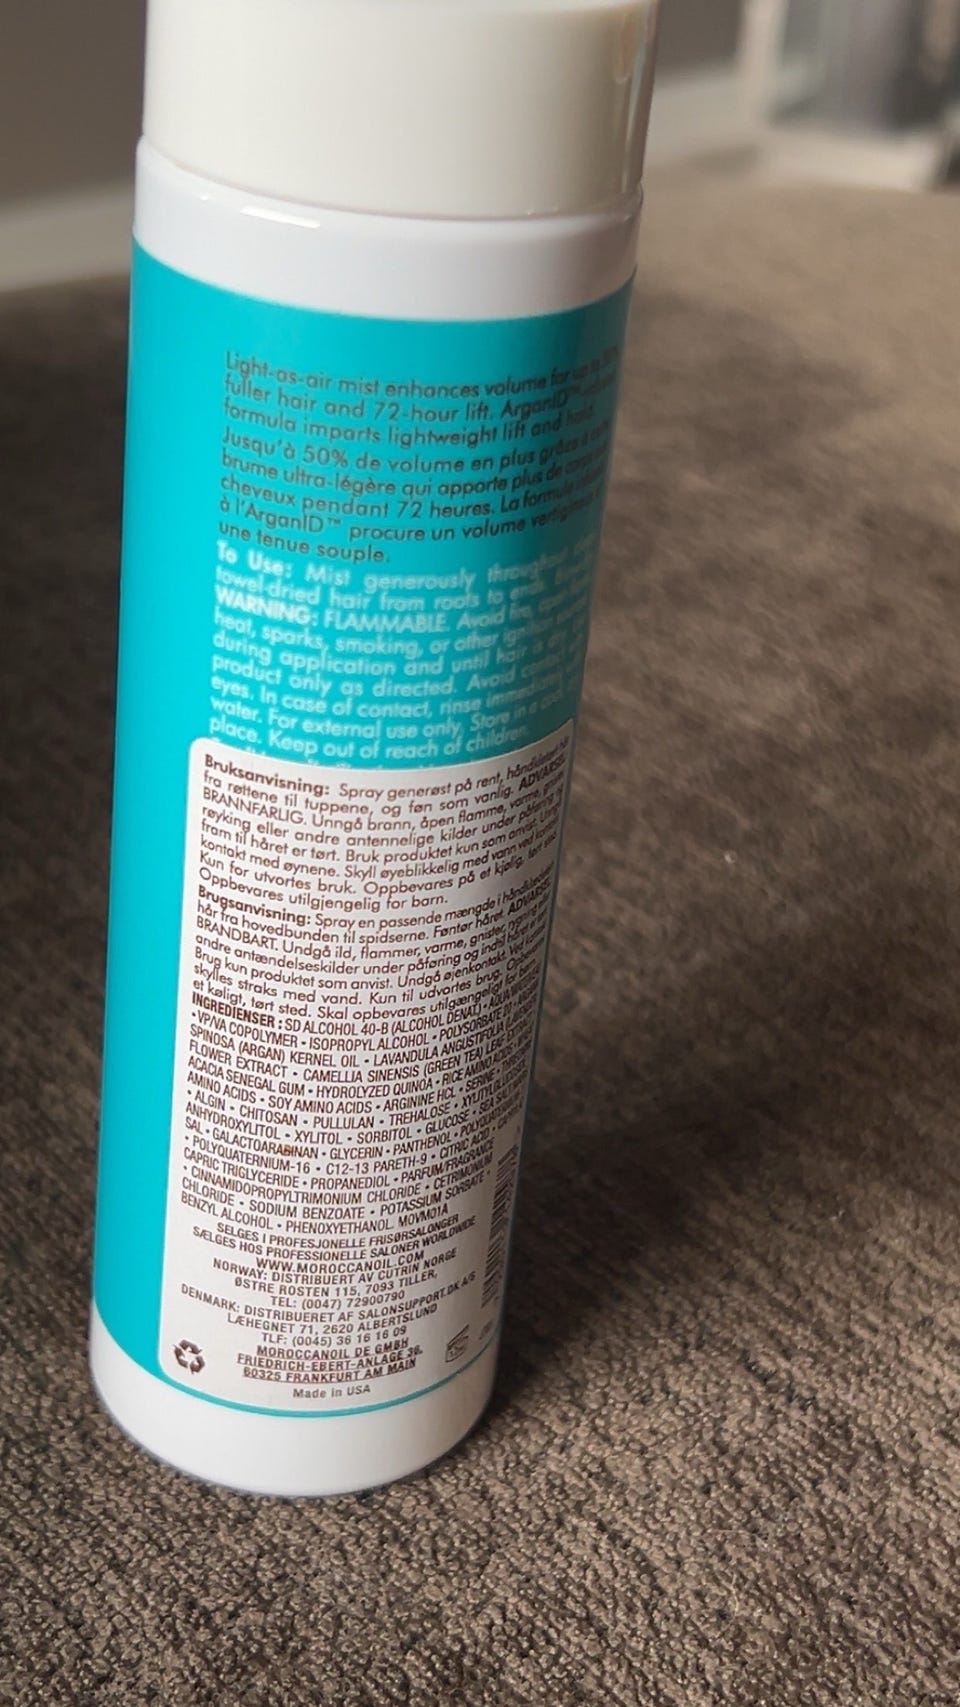 Light-as-air mist enhances volume for up to
fuller hair and 72-hour lift. ArganID™
formula imparts lightweight lift and hold.
Jusqu'à 50% de volume en plus grâce à
brume ultra-légère qui apporte plus de
cheveux pendant 72 heures. La formule
à l'ArganID™ procure un volume
une tenue souple.
To Use: Mist generously throughout
towel-dried hair from roots to ends.
WARNING: FLAMMABLE. Avoid fire,
heat, sparks, smoking, or other ignition
during application and until hair is dry.
product only as directed. Avoid contact
eyes. In case of contact, rinse immediately
water. For external use only. Store in a cool,
place. Keep out of reach of children.
Bruksanvisning: Spray generøst på rent,
fra røttene til tuppene, og føn som vanlig. ADVARSEL
BRANNFARLIG. Unngå brann, åpen flamme, varme,
røyking eller andre antennelige kilder under påføring og
fram til håret er tørt. Bruk produktet kun som anvist.
kontakt med øynene. Skyll øyeblikkelig med vann ved
Kun for utvortes bruk. Oppbevares på et kjølig, tørt sted.
Oppbevares utilgjengelig for barn.
Brugsanvisning: Spray en passende mængde i
hår fra hovedbunden til spidserne. Føntør håret. ADVARSEL
BRANDBART. Undgå ild, flammer, varme, gnister, rygning
andre antændelseskilder under påføring og indtil håret er
Brug kun produktet som anvist. Undgå øjenkontakt. Ved
skylles straks med vand. Kun til udvortes brug. Opbevares
et køligt, tørt sted. Skal opbevares utilgængeligt for børn.
INGREDIENSER : SD ALCOHOL 40-B (ALCOHOL DENAT.) •
• VP/VA COPOLYMER • ISOPROPYL ALCOHOL • POLYSORBATE 20 •
SPINOSA (ARGAN) KERNEL OIL • LAVANDULA ANGUSTIFOLIA
FLOWER EXTRACT • CAMELLIA SINENSIS (GREEN TEA) LEAF EXTRACT
ACACIA SENEGAL GUM • HYDROLYZED QUINOA • RICE AMINO ACIDS •
AMINO ACIDS • SOY AMINO ACIDS • ARGININE HCL • SERINE •
• ALGIN • CHITOSAN • PULLULAN • TREHALOSE •
ANHYDROXYLITOL • XYLITOL • SORBITOL • GLUCOSE • SEA
SAL • GALACTOARABINAN • GLYCERIN • PANTHENOL •
• POLYQUATERNIUM-16 • C12-13 PARETH-9 • CITRIC ACID •
CAPRIC TRIGLYCERIDE • PROPANEDIOL • PARFUM/FRAGRANCE
• CINNAMIDOPROPYLTRIMONIUM CHLORIDE • CETRIMONIUM
CHLORIDE • SODIUM BENZOATE • POTASSIUM SORBATE •
BENZYL ALCOHOL • PHENOXYETHANOL. MOVM01A
SELGES I PROFESJONELLE FRISØRSALONGER
SÆLGES HOS PROFESSIONELLE SALONER WORLDWIDE
WWW.MOROCCANOIL.COM
NORWAY: DISTRIBUERT AV CUTRIN NORGE
ØSTRE ROSTEN 115, 7093 TILLER,
TEL: (0047) 72900790
DENMARK: DISTRIBUERET AF SALONSUPPORT.DK A/S
LÆHEGNET 71, 2620 ALBERTSLUND
TLF: (0045) 36 16 16 09
MOROCCANOIL DE GMBH
FRIEDRICH-EBERT-ANLAGE 36,
60325 FRANKFURT AM MAIN
Made in USA